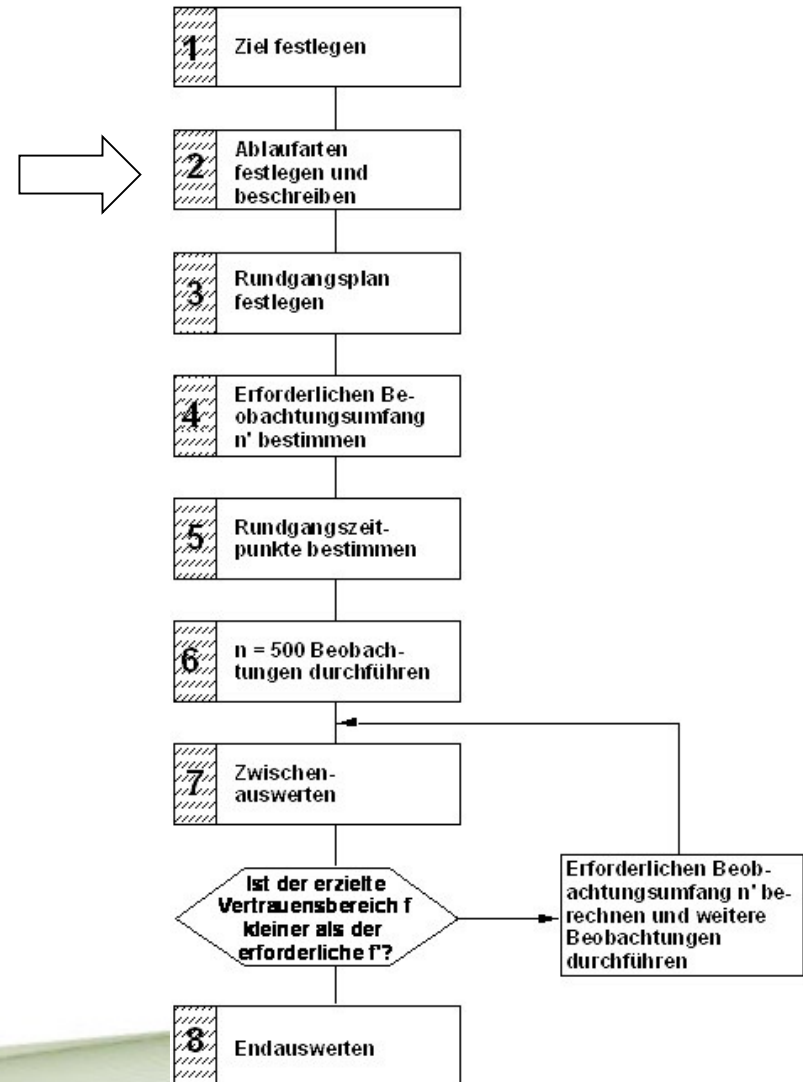 1
Ziel festlegen
2
Ablaufarten
festlegen und
beschreiben
3
Rundgangsplan
festlegen
4
Erforderlichen Be-
obachtungsumfang
n' bestimmen
5
Rundgangszeit-
punkte bestimmen
6
n = 500 Beobach-
tungen durchführen
7
Zwischen-
auswerten
Ist der erzielte
Vertrauensbereich f
kleiner als der
erforderliche f'?
Erforderlichen Beob-
achtungsumfang n' be-
rechnen und weitere
Beobachtungen
durchführen
8
Endauswerten